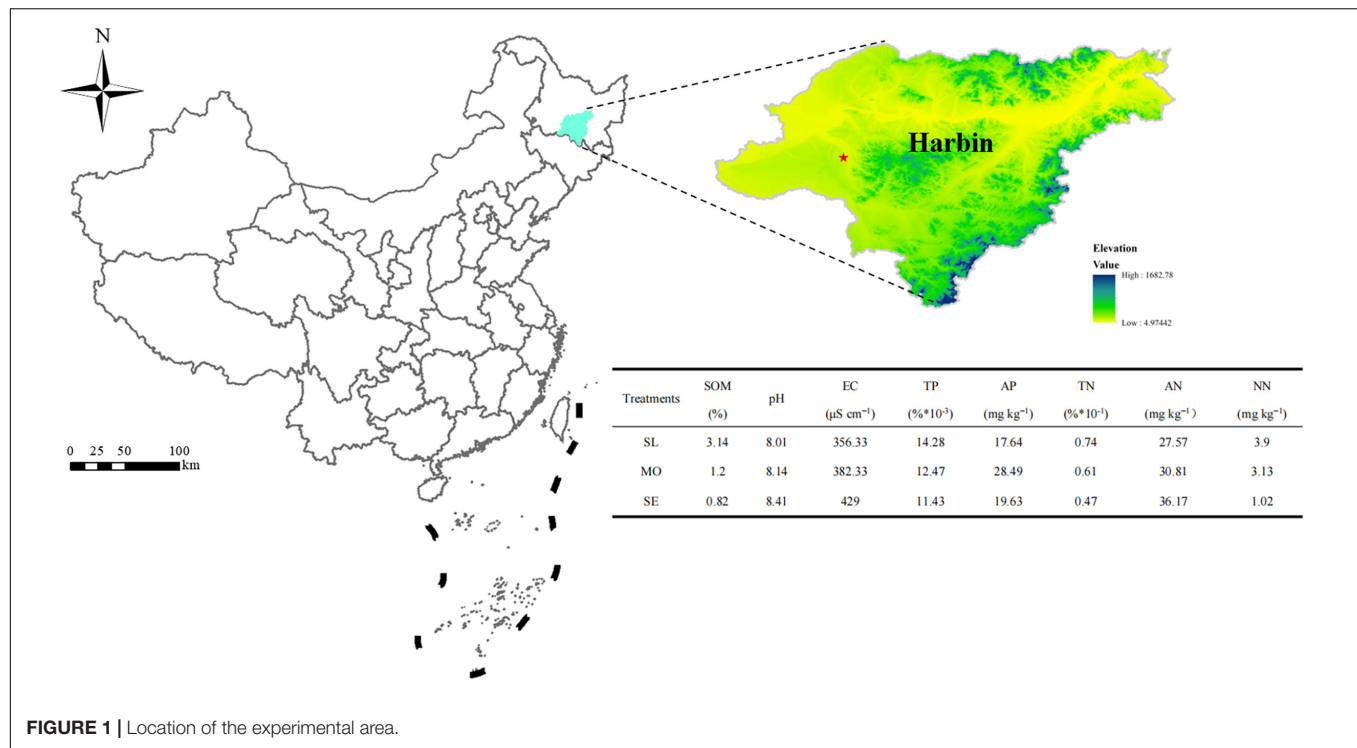 N
Harbin
Elevation
Value
High : 1682.78
Low : 4.97442
0 25 50 100
km
Treatments SOM (%) pH EC (µS cm⁻¹) TP (%*10⁻³) AP (mg kg⁻¹) TN (%*10⁻¹) AN (mg kg⁻¹) NN (mg kg⁻¹)
SL 3.14 8.01 356.33 14.28 17.64 0.74 27.57 3.9
MO 1.2 8.14 382.33 12.47 28.49 0.61 30.81 3.13
SE 0.82 8.41 429 11.43 19.63 0.47 36.17 1.02
FIGURE 1 | Location of the experimental area.